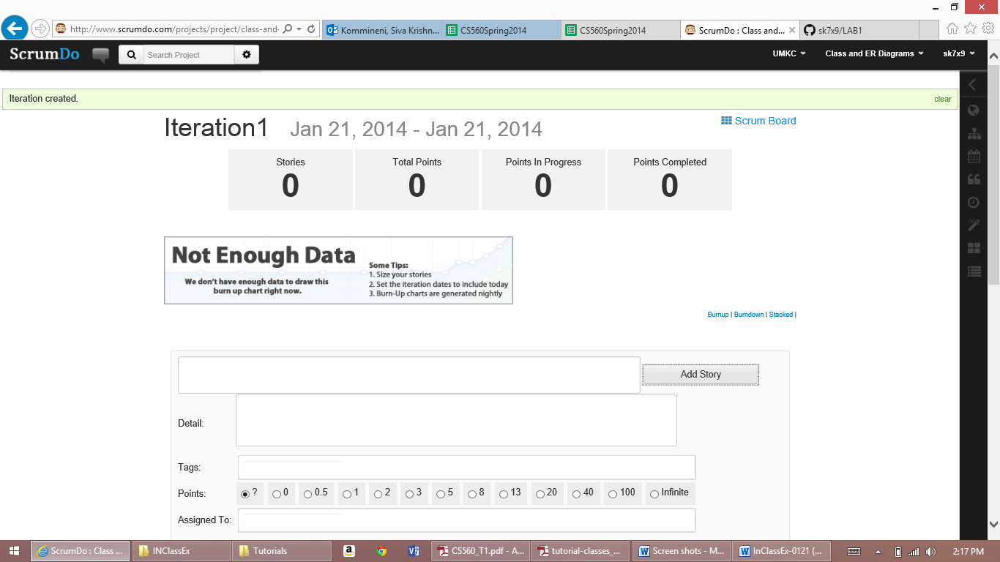 http://www.scrumdo.com/projects/project/class-and-
Kommineni, Siva Krishn...
CS560Spring2014
CS560Spring2014
ScrumDo : Class and...
sk7x9/LAB1
ScrumDo
Search Project
UMKC
Class and ER Diagrams
sk7x9
Iteration created.
clear
Iteration1 Jan 21, 2014 - Jan 21, 2014
Scrum Board
Stories
0
Total Points
0
Points In Progress
0
Points Completed
0
Not Enough Data
We don't have enough data to draw this
burn up chart right now.
Some Tips:
1. Size your stories
2. Set the iteration dates to include today
3. Burn-Up charts are generated nightly
Burnup | Burndown | Stacked |
Add Story
Detail:
Tags:
Points: ? 0 0.5 1 2 3 5 8 13 20 40 100 Infinite
Assigned To:
ScrumDo : Class ...
INClassEx
Tutorials
CS560_T1.pdf - A...
tutorial-classes_...
Screen shots - M...
InClassEx-0121 (...
2:17 PM